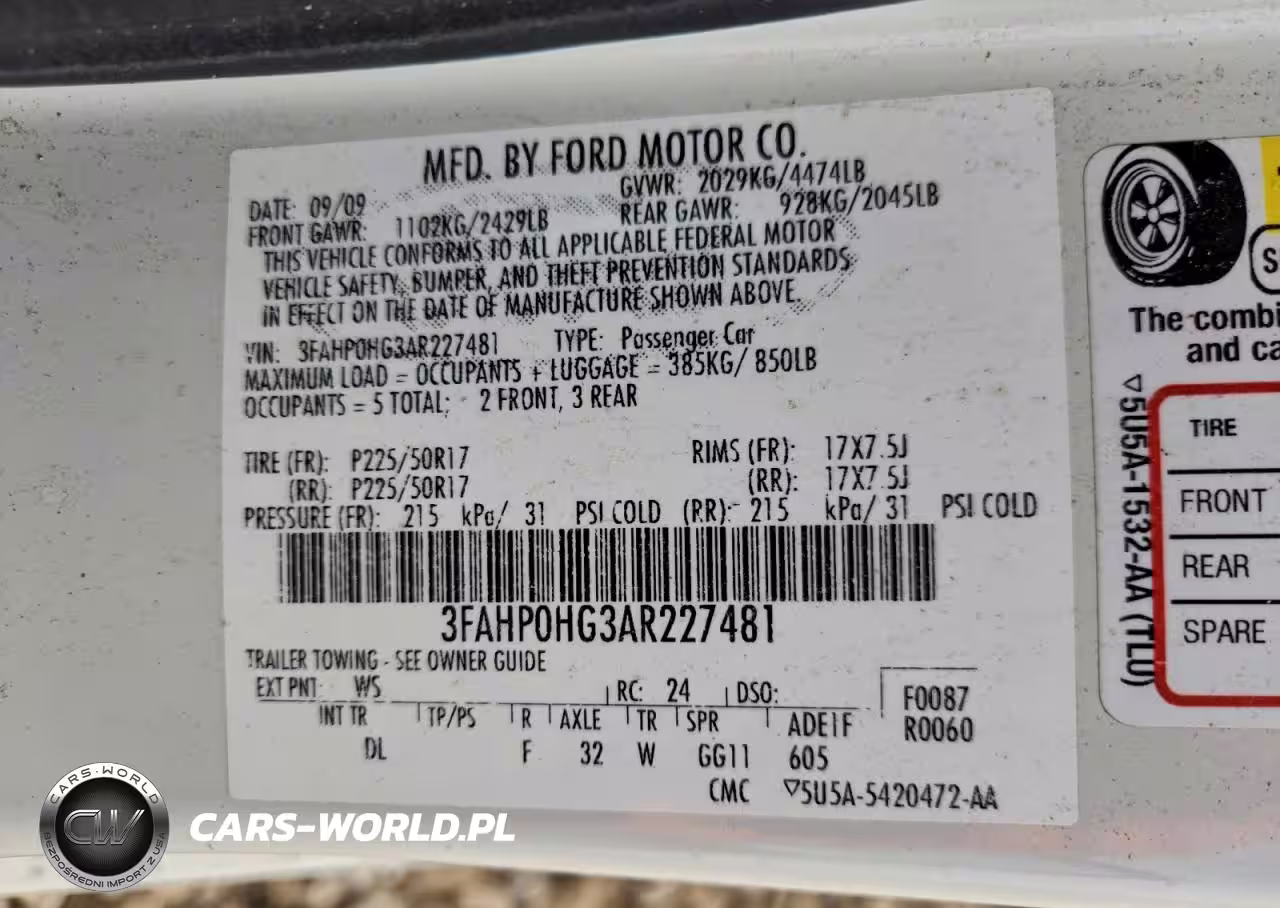 MFD. BY FORD MOTOR CO.
DATE: 09/09 GVWR: 2029KG/4474LB
FRONT GAWR: 1102KG/2429LB REAR GAWR: 928KG/2045LB
THIS VEHICLE CONFORMS TO ALL APPLICABLE FEDERAL MOTOR
VEHICLE SAFETY, BUMPER, AND THEFT PREVENTION STANDARDS
IN EFFECT ON THE DATE OF MANUFACTURE SHOWN ABOVE.
VIN: 3FAHP0HG3AR227481 TYPE: Passenger Car
MAXIMUM LOAD = OCCUPANTS + LUGGAGE = 385KG/ 850LB
OCCUPANTS = 5 TOTAL; 2 FRONT, 3 REAR
TIRE (FR): P225/50R17 RIMS (FR): 17X7.5J
(RR): P225/50R17 (RR): 17X7.5J
PRESSURE (FR): 215 kPa/ 31 PSI COLD (RR): 215 kPa/ 31 PSI COLD
3FAHP0HG3AR227481
TRAILER TOWING - SEE OWNER GUIDE
EXT PNT: WS RC: 24 DSO: F0087
INT TR TP/PS R AXLE TR SPR ADEIF R0060
DL F 32 W GG11 605
CMC ▽5U5A-5420472-AA
S
The combi
and ca
▽5U5A-1532-AA (TLU)
TIRE
FRONT
REAR
SPARE
CARS-WORLD
CW
BEZPOŚREDNI IMPORT Z USA
CARS-WORLD.PL